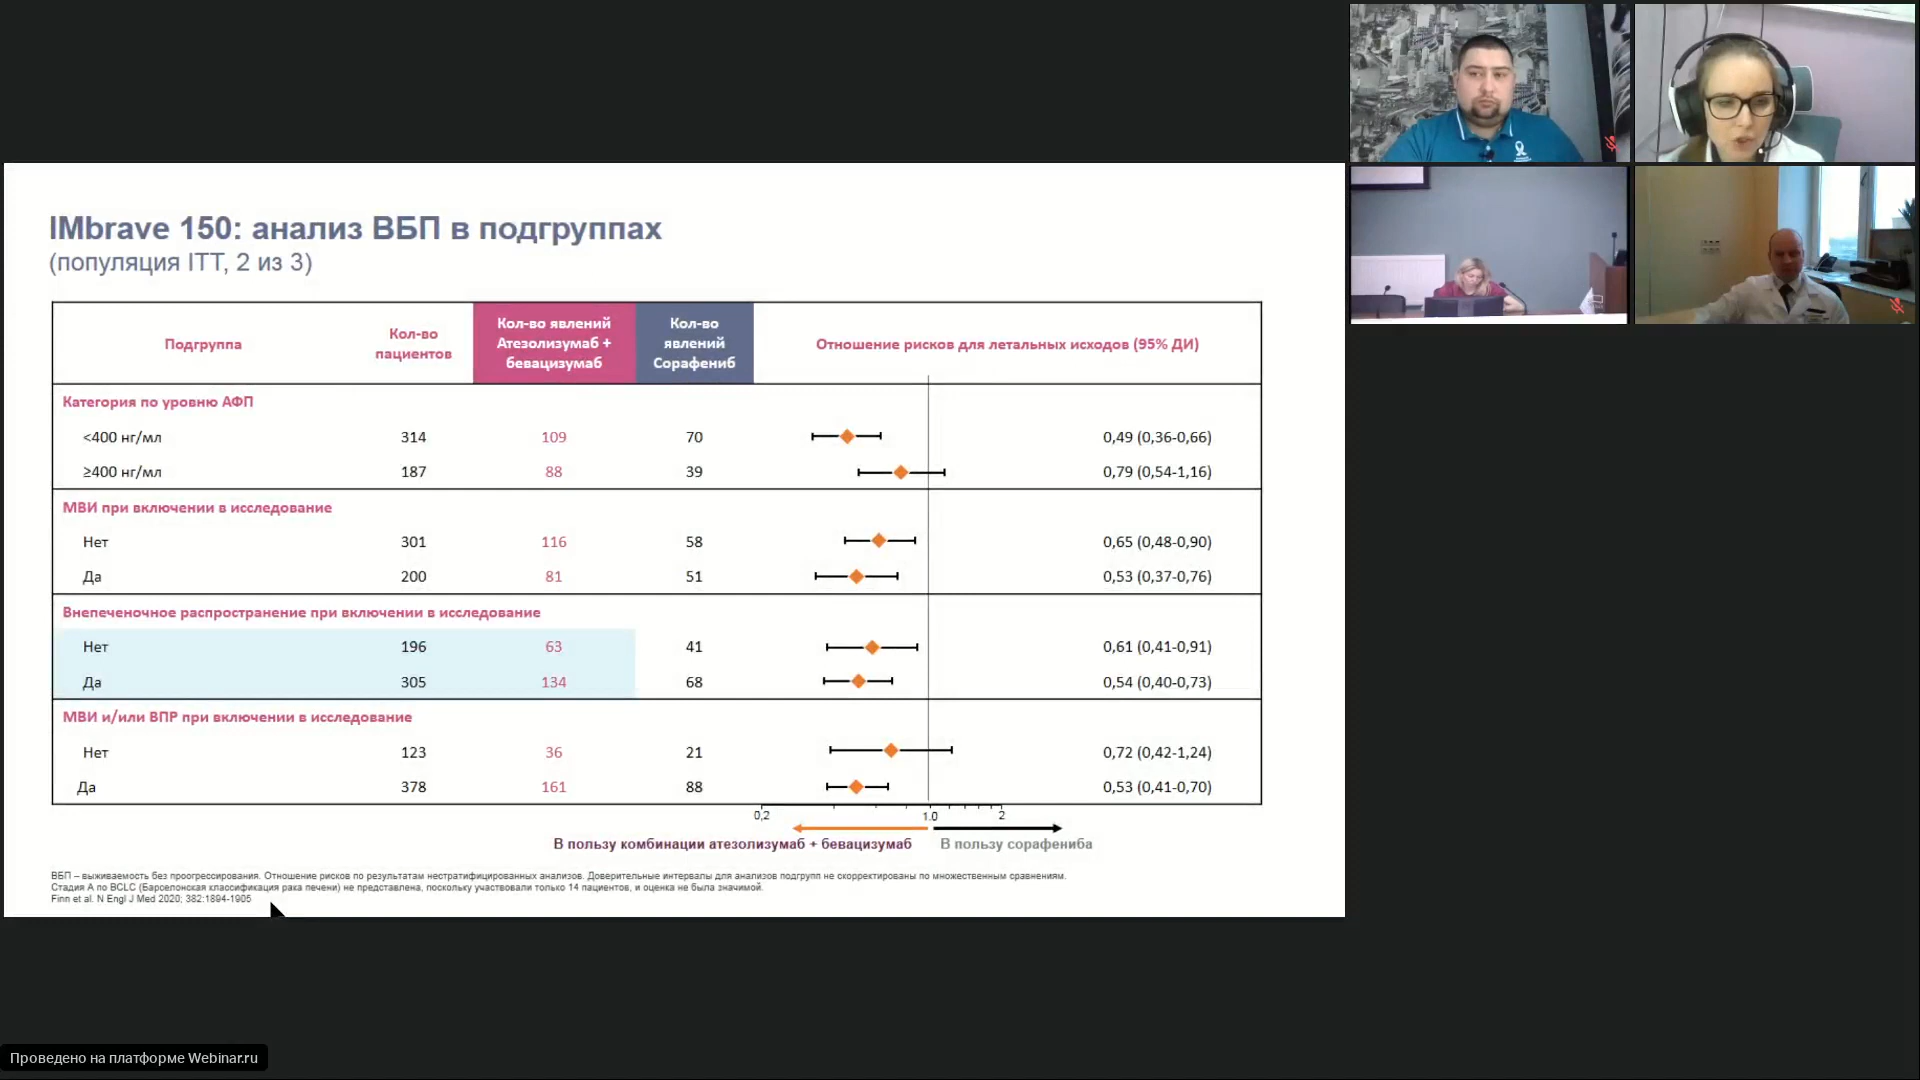 IMbrave 150: анализ ВБП в подгруппах
(популяция ITT, 2 из 3)
Подгруппа
Кол-во
пациентов
Кол-во явлений
Атезолизумаб +
бевацизумаб
Кол-во
явлений
Сорафениб
Отношение рисков для летальных исходов (95% ДИ)
Категория по уровню АФП
<400 нг/мл 314 109 70 0,49 (0,36-0,66)
≥400 нг/мл 187 88 39 0,79 (0,54-1,16)
МВИ при включении в исследование
Нет 301 116 58 0,65 (0,48-0,90)
Да 200 81 51 0,53 (0,37-0,76)
Внепеченочное распространение при включении в исследование
Нет 196 63 41 0,61 (0,41-0,91)
Да 305 134 68 0,54 (0,40-0,73)
МВИ и/или ВПР при включении в исследование
Нет 123 36 21 0,72 (0,42-1,24)
Да 378 161 88 0,53 (0,41-0,70)
0,2 1.0 2
В пользу комбинации атезолизумаб + бевацизумаб В пользу сорафениба
ВБП – выживаемость без прогрессирования. Отношение рисков по результатам нестратифицированных анализов. Доверительные интервалы для анализов подгрупп не скорректированы по множественным сравнениям.
Стадия А по BCLC (Барселонская классификация рака печени) не представлена, поскольку участвовали только 14 пациентов, и оценка не была значимой.
Finn et al. N Engl J Med 2020; 382:1894-1905
Проведено на платформе Webinar.ru